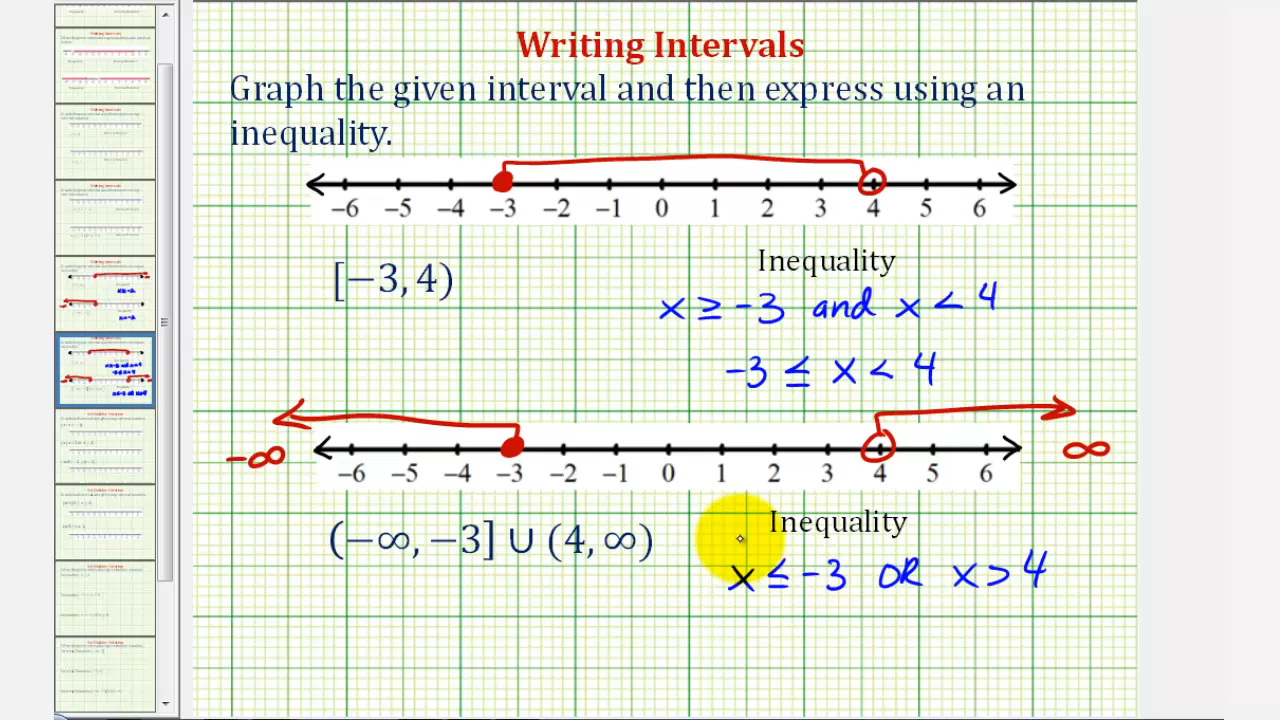 Writing Intervals
Graph the given interval and then express using an
inequality.
−6 −5 −4 −3 −2 −1 0 1 2 3 4 5 6
Inequality
[−3, 4)
x ≥ -3 and x < 4
-3 ≤ x < 4
-∞ ∞
−6 −5 −4 −3 −2 −1 0 1 2 3 4 5 6
Inequality
(−∞, −3] ∪ (4, ∞)
x ≤ -3 OR x > 4